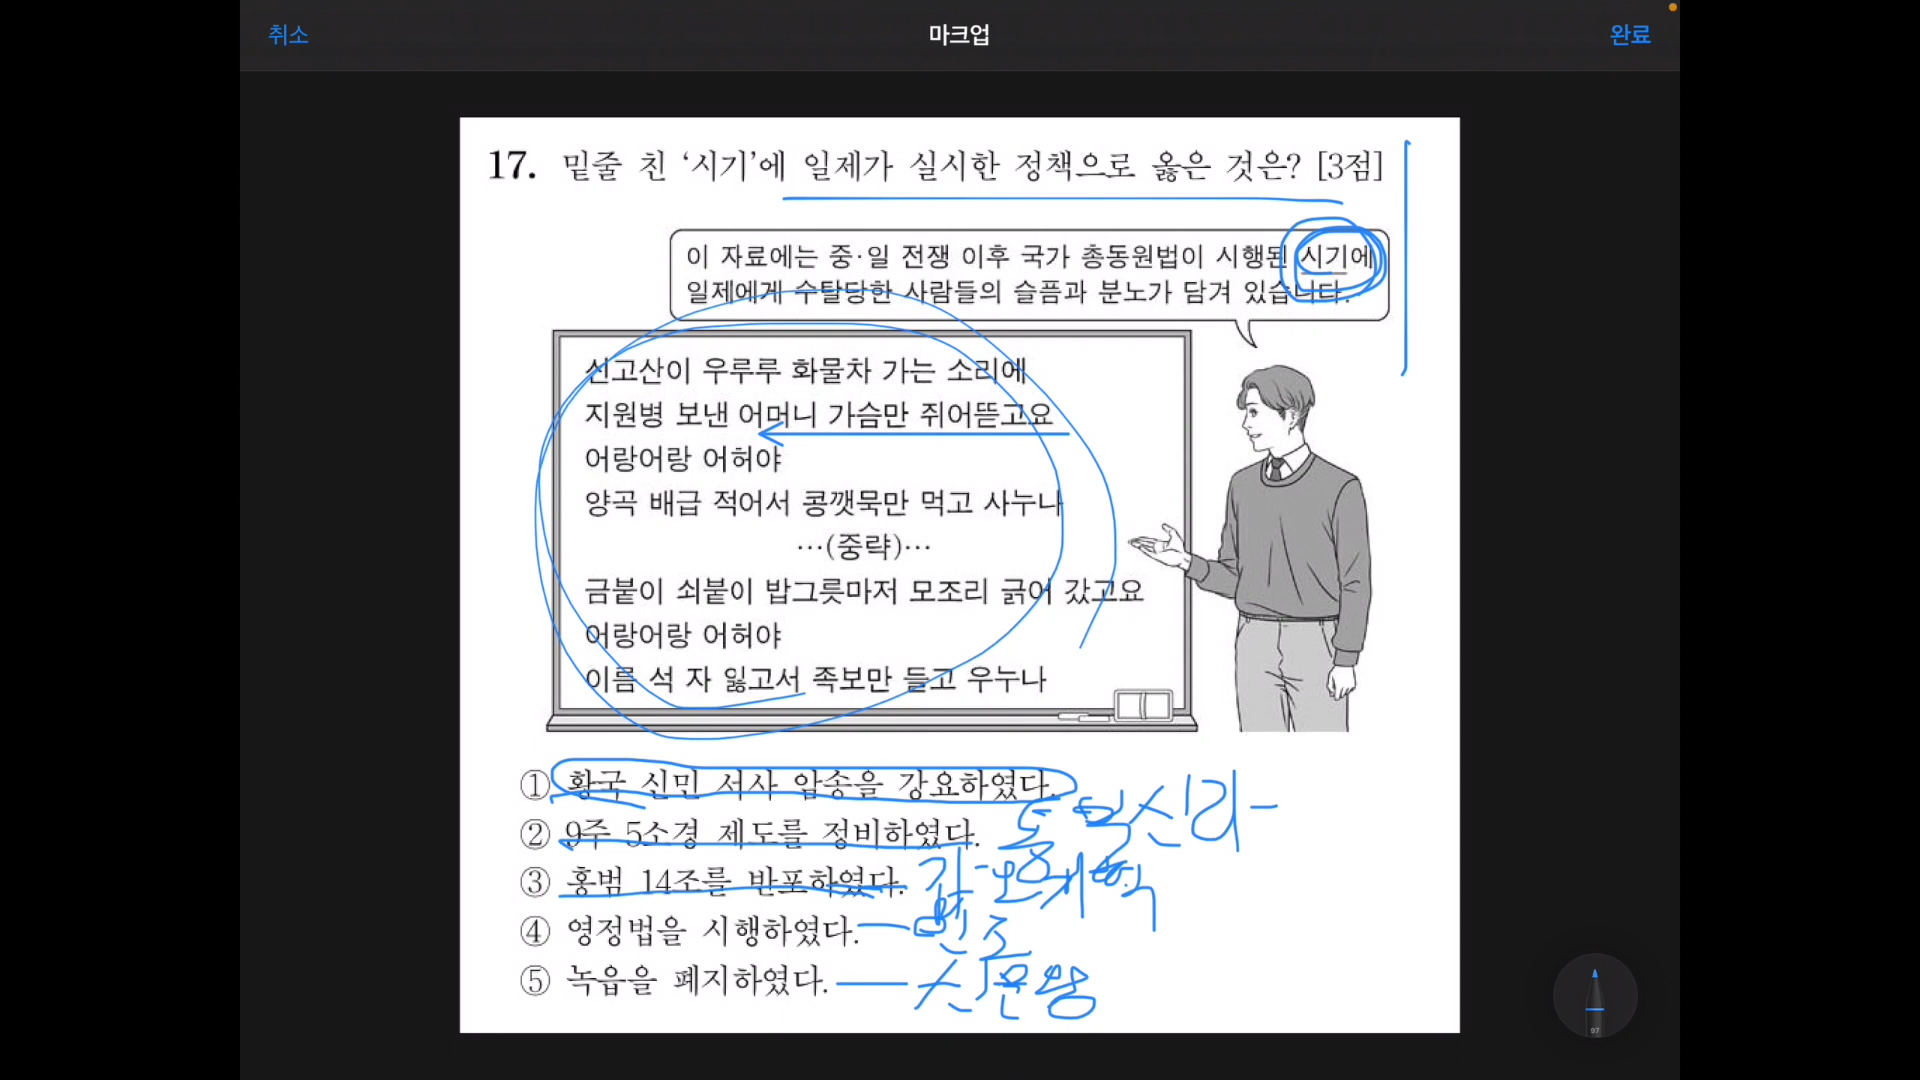 취소
마크업
완료
17. 밑줄 친 ‘시기’에 일제가 실시한 정책으로 옳은 것은? [3점]
이 자료에는 중·일 전쟁 이후 국가 총동원법이 시행된 시기에
일제에게 수탈당한 사람들의 슬픔과 분노가 담겨 있습니다.
신고산이 우루루 화물차 가는 소리에
지원병 보낸 어머니 가슴만 쥐어뜯고요
어랑어랑 어허야
양곡 배급 적어서 콩깻묵만 먹고 사누나
…(중략)…
금붙이 쇠붙이 밥그릇마저 모조리 긁어 갔고요
어랑어랑 어허야
이름 석 자 잃고서 족보만 들고 우누나
① 황국 신민 서사 암송을 강요하였다.
② 9주 5소경 제도를 정비하였다. 통일신라
③ 홍범 14조를 반포하였다. 갑오개혁
④ 영정법을 시행하였다. 인조
⑤ 녹읍을 폐지하였다. 신문왕
97